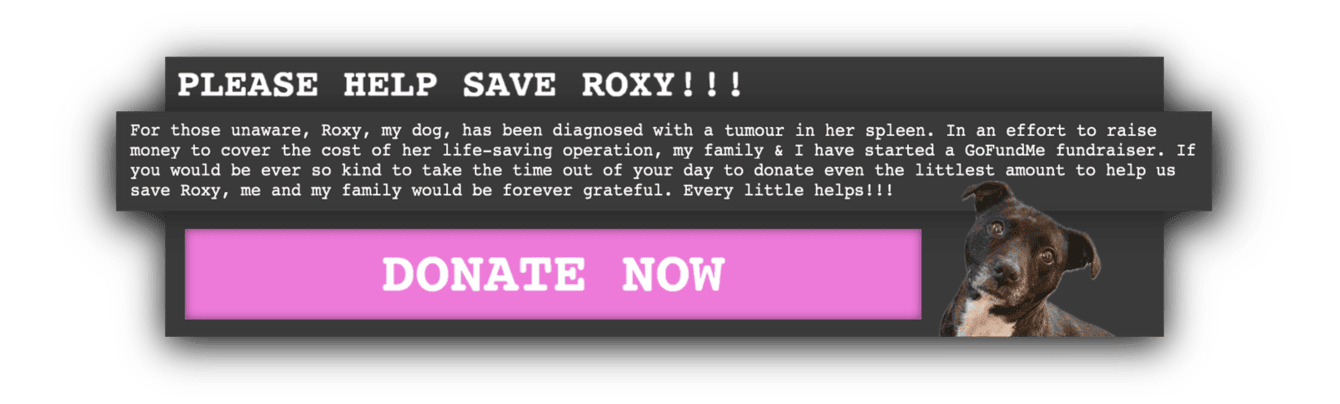 PLEASE HELP SAVE ROXY!!!
For those unaware, Roxy, my dog, has been diagnosed with a tumour in her spleen. In an effort to raise
money to cover the cost of her life-saving operation, my family & I have started a GoFundMe fundraiser. If
you would be ever so kind to take the time out of your day to donate even the littlest amount to help us
save Roxy, me and my family would be forever grateful. Every little helps!!!
DONATE NOW